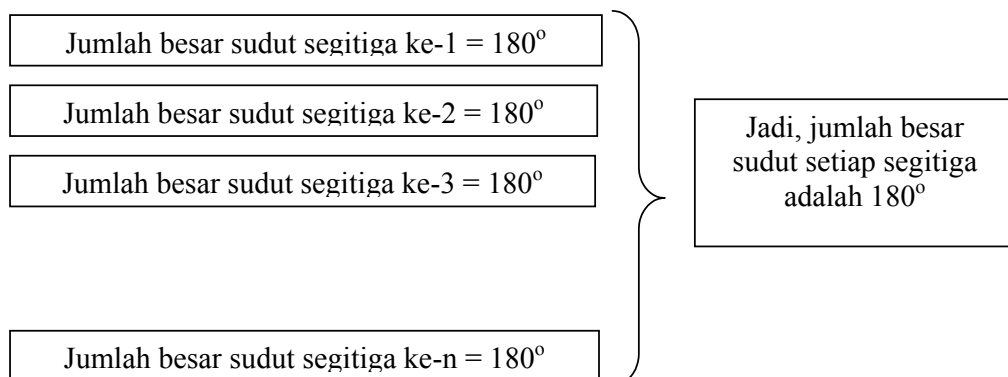 Jumlah besar sudut segitiga ke-1 = 180°
Jumlah besar sudut segitiga ke-2 = 180°
Jumlah besar sudut segitiga ke-3 = 180°
Jumlah besar sudut segitiga ke-n = 180°
Jadi, jumlah besar
sudut setiap segitiga
adalah 180°